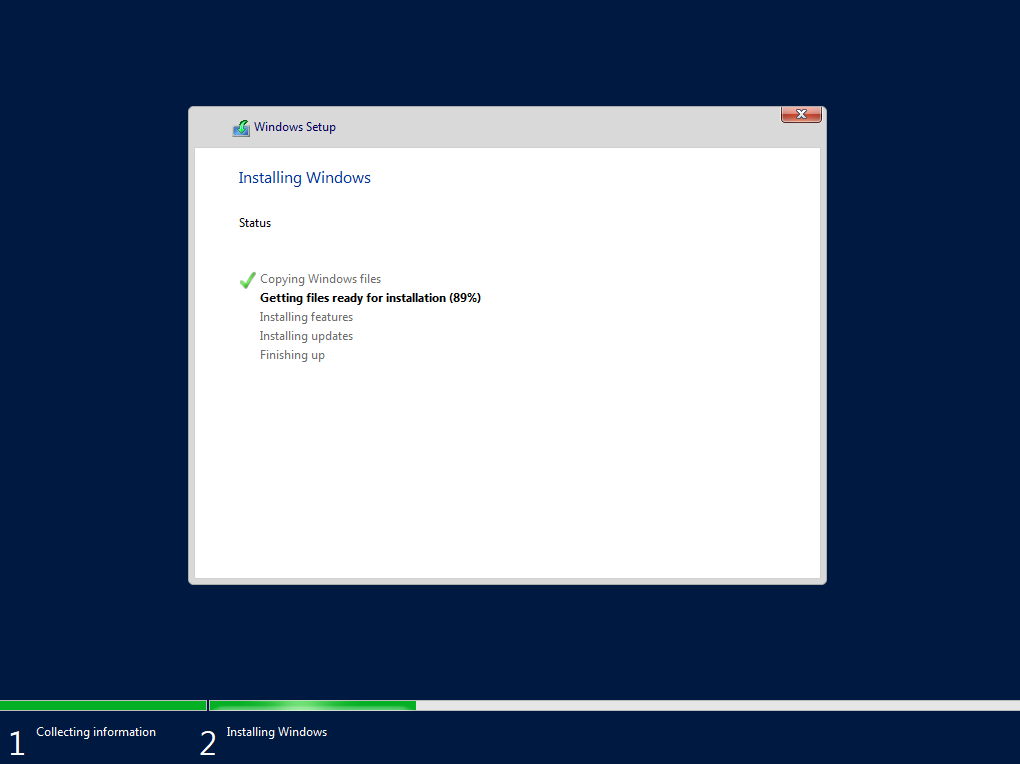 Windows Setup
Installing Windows
Status
Copying Windows files
Getting files ready for installation (89%)
Installing features
Installing updates
Finishing up
1 Collecting information
2 Installing Windows